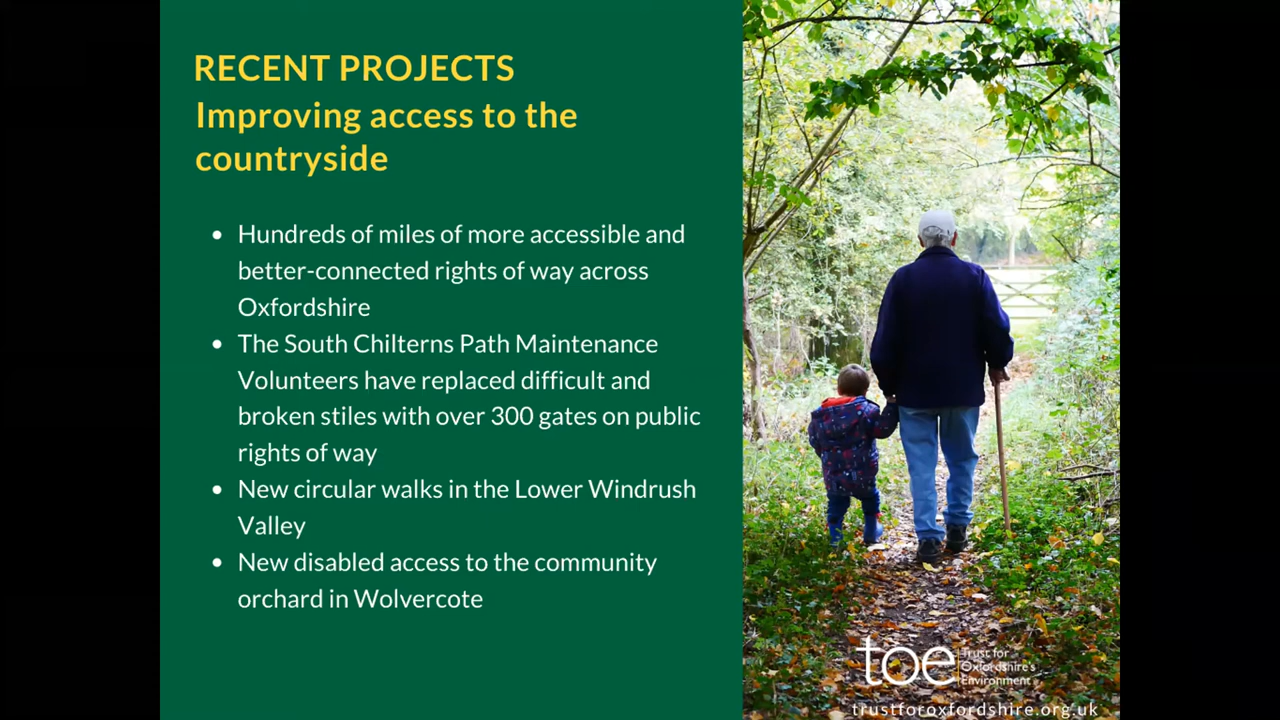 RECENT PROJECTS
Improving access to the
countryside
• Hundreds of miles of more accessible and
better-connected rights of way across
Oxfordshire
• The South Chilterns Path Maintenance
Volunteers have replaced difficult and
broken stiles with over 300 gates on public
rights of way
• New circular walks in the Lower Windrush
Valley
• New disabled access to the community
orchard in Wolvercote
toe
Trust for
Oxfordshire's
Environment
trustforoxfordshire.org.uk